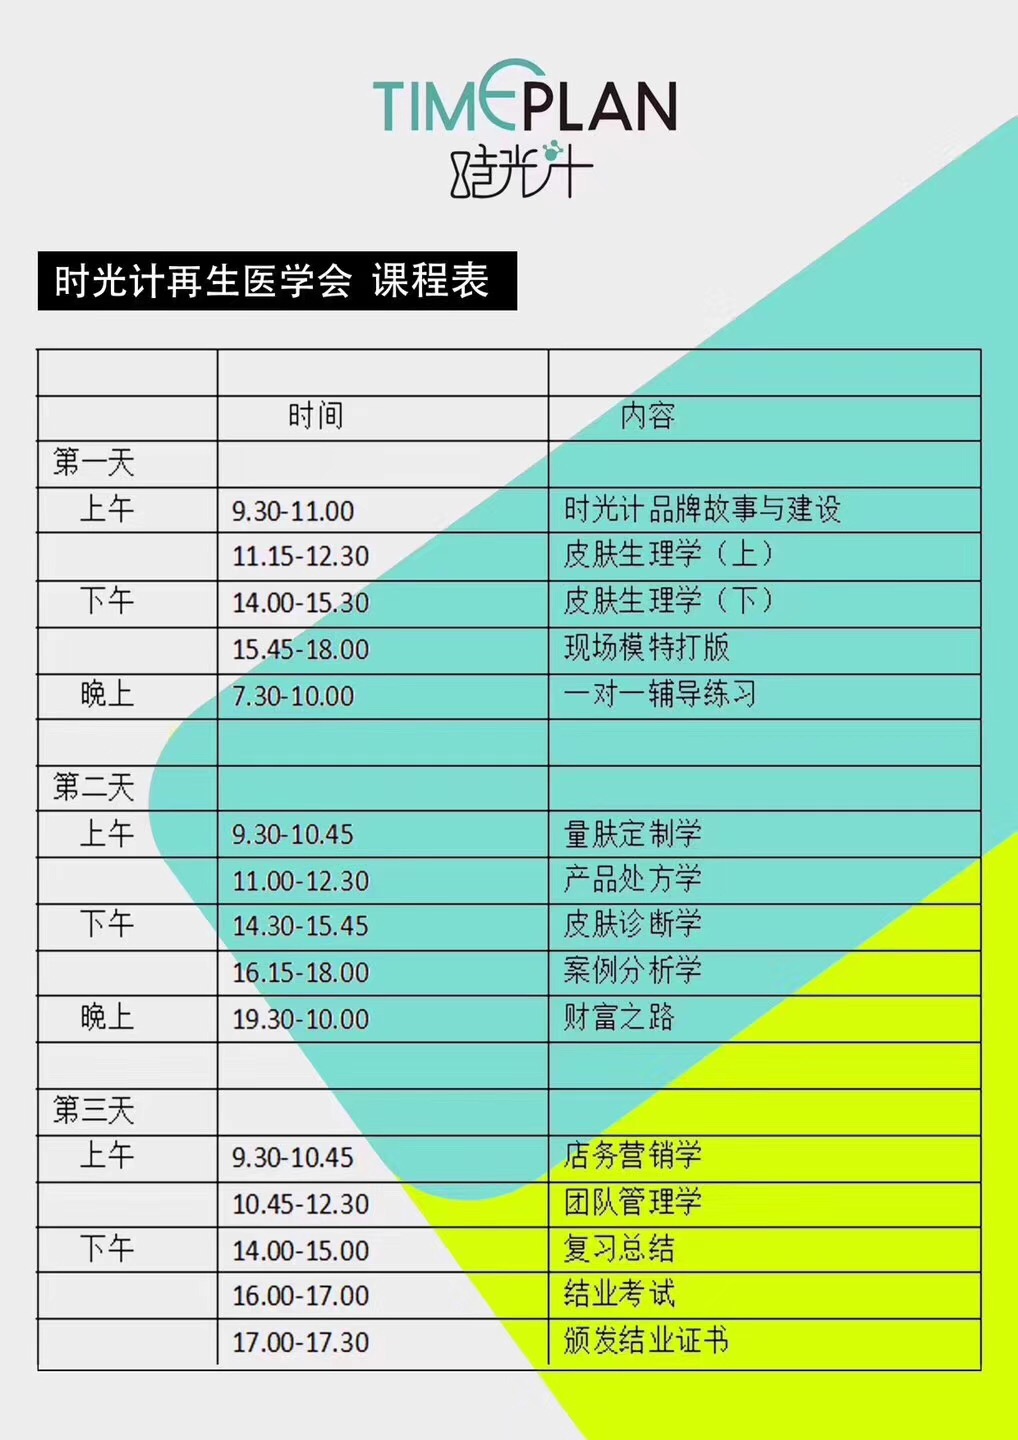 TIMEPLAN
時光计
时光计再生医学会 课程表
时间 内容
第一天
上午 9.30-11.00 时光计品牌故事与建设
11.15-12.30 皮肤生理学（上）
下午 14.00-15.30 皮肤生理学（下）
15.45-18.00 现场模特打版
晚上 7.30-10.00 一对一辅导练习
第二天
上午 9.30-10.45 量肤定制学
11.00-12.30 产品处方学
下午 14.30-15.45 皮肤诊断学
16.15-18.00 案例分析学
晚上 19.30-10.00 财富之路
第三天
上午 9.30-10.45 店务营销学
10.45-12.30 团队管理学
下午 14.00-15.00 复习总结
16.00-17.00 结业考试
17.00-17.30 颁发结业证书